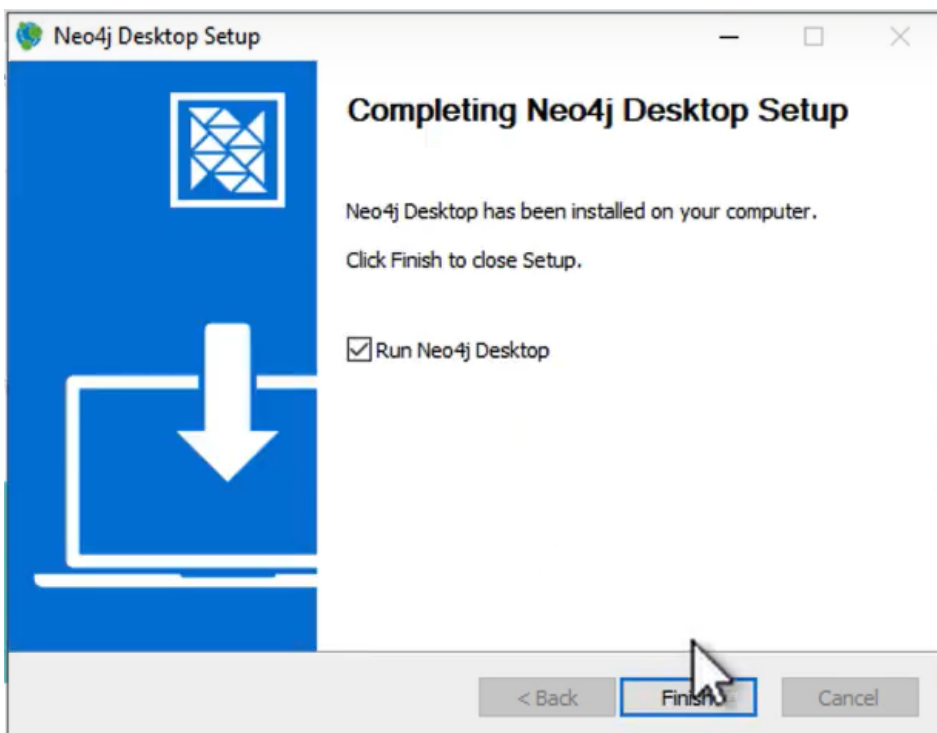 Neo4j Desktop Setup
Completing Neo4j Desktop Setup
Neo4j Desktop has been installed on your computer.
Click Finish to close Setup.
Run Neo4j Desktop
< Back
Finish
Cancel